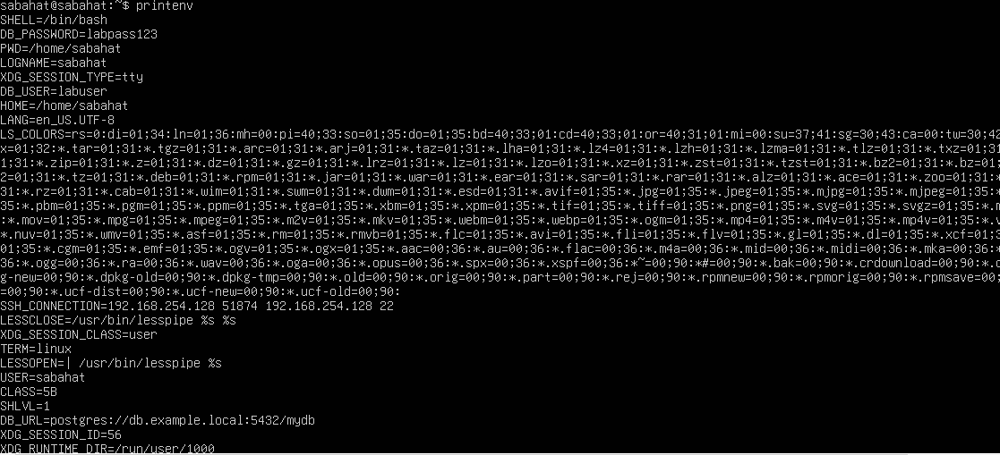 sabahat@sabahat:~$ printenv
SHELL=/bin/bash
DB_PASSWORD=labpass123
PWD=/home/sabahat
LOGNAME=sabahat
XDG_SESSION_TYPE=tty
DB_USER=labuser
HOME=/home/sabahat
LANG=en_US.UTF-8
LS_COLORS=rs=0:di=01;34:ln=01;36:mh=00:pi=40;33:so=01;35:do=01;35:bd=40;33;01:cd=40;33;01:or=40;31;01:mi=00:su=37;41:sg=30;43:ca=00:tw=30;42
x=01;32:*.tar=01;31:*.tgz=01;31:*.arc=01;31:*.arj=01;31:*.taz=01;31:*.lha=01;31:*.lz4=01;31:*.lzh=01;31:*.lzma=01;31:*.tlz=01;31:*.txz=01;31
1;31:*.zip=01;31:*.z=01;31:*.dz=01;31:*.gz=01;31:*.lrz=01;31:*.lz=01;31:*.lzo=01;31:*.xz=01;31:*.zst=01;31:*.tzst=01;31:*.bz2=01;31:*.bz=01;
2=01;31:*.tz=01;31:*.deb=01;31:*.rpm=01;31:*.jar=01;31:*.war=01;31:*.ear=01;31:*.sar=01;31:*.rar=01;31:*.alz=01;31:*.ace=01;31:*.zoo=01;31
;31:*.rz=01;31:*.cab=01;31:*.wim=01;31:*.swm=01;31:*.dwm=01;31:*.esd=01;31:*.avif=01;35:*.jpg=01;35:*.jpeg=01;35:*.mjpg=01;35:*.mjpeg=01;35
35:*.pbm=01;35:*.pgm=01;35:*.ppm=01;35:*.tga=01;35:*.xbm=01;35:*.xpm=01;35:*.tif=01;35:*.tiff=01;35:*.png=01;35:*.svg=01;35:*.svgz=01;35:*.m
:*.mov=01;35:*.mpg=01;35:*.mpeg=01;35:*.m2v=01;35:*.mkv=01;35:*.webm=01;35:*.webp=01;35:*.ogm=01;35:*.mp4=01;35:*.m4v=01;35:*.mp4v=01;35:*.v
*.nuv=01;35:*.wmv=01;35:*.asf=01;35:*.rm=01;35:*.rmvb=01;35:*.flc=01;35:*.avi=01;35:*.fli=01;35:*.flv=01;35:*.gl=01;35:*.dl=01;35:*.xcf=01;3
01;35:*.cgm=01;35:*.emf=01;35:*.ogv=01;35:*.ogx=01;35:*.aac=00;36:*.au=00;36:*.flac=00;36:*.m4a=00;36:*.mid=00;36:*.midi=00;36:*.mka=00;36:*
36:*.ogg=00;36:*.ra=00;36:*.wav=00;36:*.oga=00;36:*.opus=00;36:*.spx=00;36:*.xspf=00;36:*~=00;90:*#=00;90:*.bak=00;90:*.crdownload=00;90:*.d
g-new=00;90:*.dpkg-old=00;90:*.dpkg-tmp=00;90:*.old=00;90:*.orig=00;90:*.part=00;90:*.rej=00;90:*.rpmnew=00;90:*.rpmorig=00;90:*.rpmsave=00;
=00;90:*.ucf-dist=00;90:*.ucf-new=00;90:*.ucf-old=00;90:
SSH_CONNECTION=192.168.254.128 51874 192.168.254.128 22
LESSCLOSE=/usr/bin/lesspipe %s %s
XDG_SESSION_CLASS=user
TERM=linux
LESSOPEN=| /usr/bin/lesspipe %s
USER=sabahat
CLASS=5B
SHLVL=1
DB_URL=postgres://db.example.local:5432/mydb
XDG_SESSION_ID=56
XDG_RUNTIME_DIR=/run/user/1000